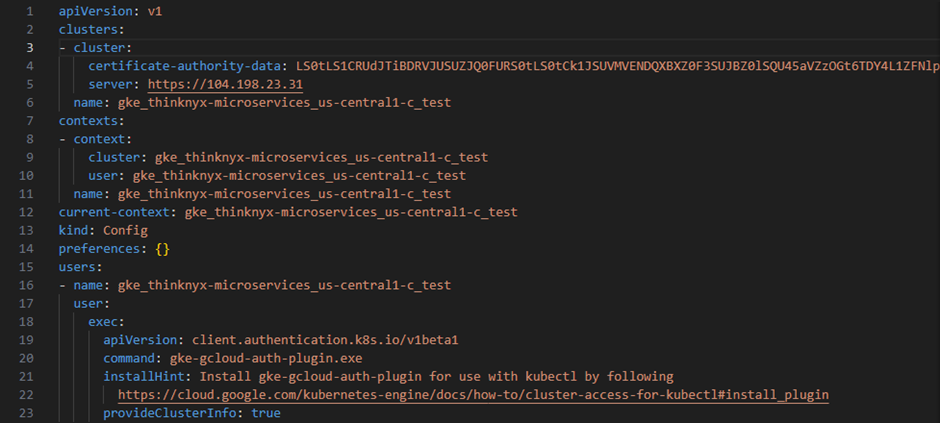 1 apiVersion: v1
2 clusters:
3 - cluster:
4 certificate-authority-data: LS0tLS1CRUdJTiBDRVJUSUZJQ0FURS0tLS0tCk1JSUVMVENDQXBXZ0F3SUJBZ0lSQU45aVZzOGt6TDY4L1ZFNlp
5 server: https://104.198.23.31
6 name: gke_thinknyx-microservices_us-central1-c_test
7 contexts:
8 - context:
9 cluster: gke_thinknyx-microservices_us-central1-c_test
10 user: gke_thinknyx-microservices_us-central1-c_test
11 name: gke_thinknyx-microservices_us-central1-c_test
12 current-context: gke_thinknyx-microservices_us-central1-c_test
13 kind: Config
14 preferences: {}
15 users:
16 - name: gke_thinknyx-microservices_us-central1-c_test
17 user:
18 exec:
19 apiVersion: client.authentication.k8s.io/v1beta1
20 command: gke-gcloud-auth-plugin.exe
21 installHint: Install gke-gcloud-auth-plugin for use with kubectl by following
22 https://cloud.google.com/kubernetes-engine/docs/how-to/cluster-access-for-kubectl#install_plugin
23 provideClusterInfo: true